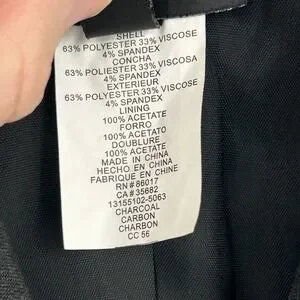 SHELL
63% POLYESTER 33% VISCOSE
4% SPANDEX
CONCHA
63% POLYESTER 33% VISCOSA
4% SPANDEX
EXTERIEUR
63% POLYESTER 33% VISCOSE
4% SPANDEX
LINING
100% ACETATE
FORRO
100% ACETATO
DOUBLURE
100% ACETATE
MADE IN CHINA
HECHO EN CHINA
FABRIQUE EN CHINE
RN# 86017
CA# 35682
13155102-5063
CHARCOAL
CARBON
CHARBON
CC 56